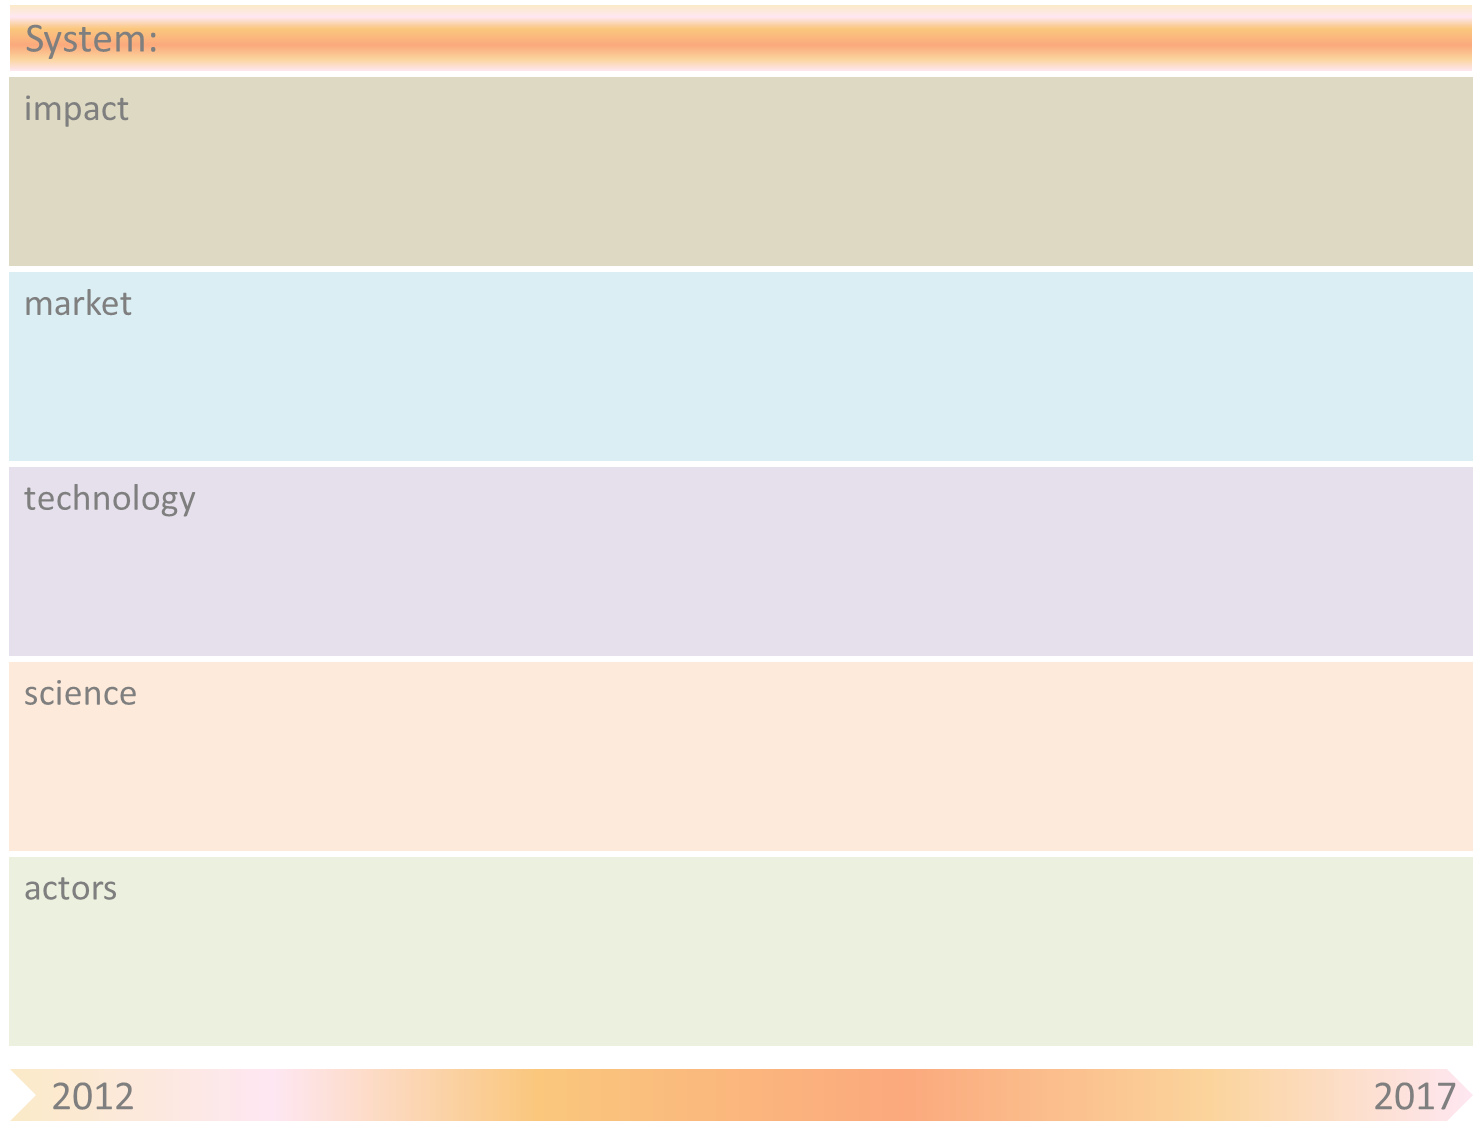 System:
impact
market
technology
science
actors
2012 2017